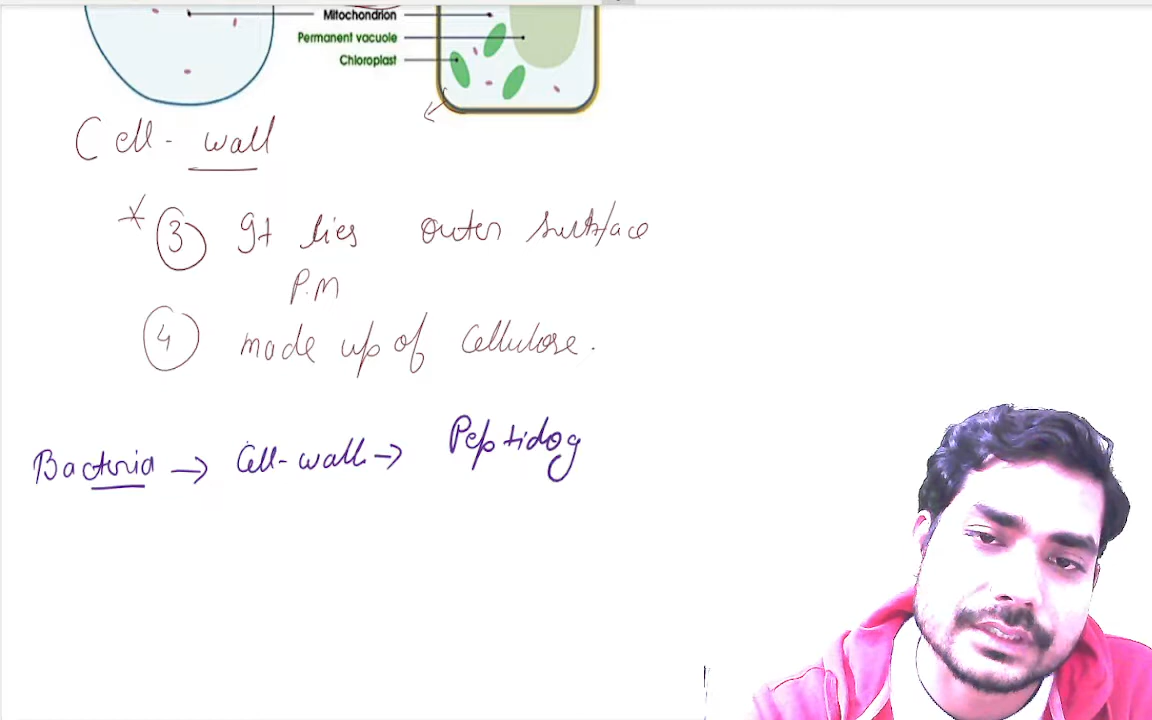 Mitochondrion
Permanent vacuole
Chloroplast
Cell - wall
* 3 It lies outer surface
P.M
4 made up of Cellulose.
Bacteria → Cell-wall → Peptidog